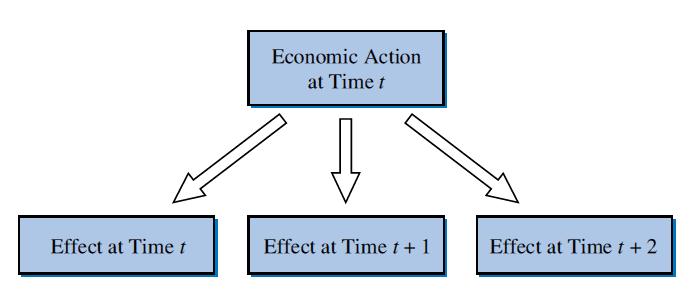 Economic Action
at Time t
Effect at Time t
Effect at Time t + 1
Effect at Time t + 2